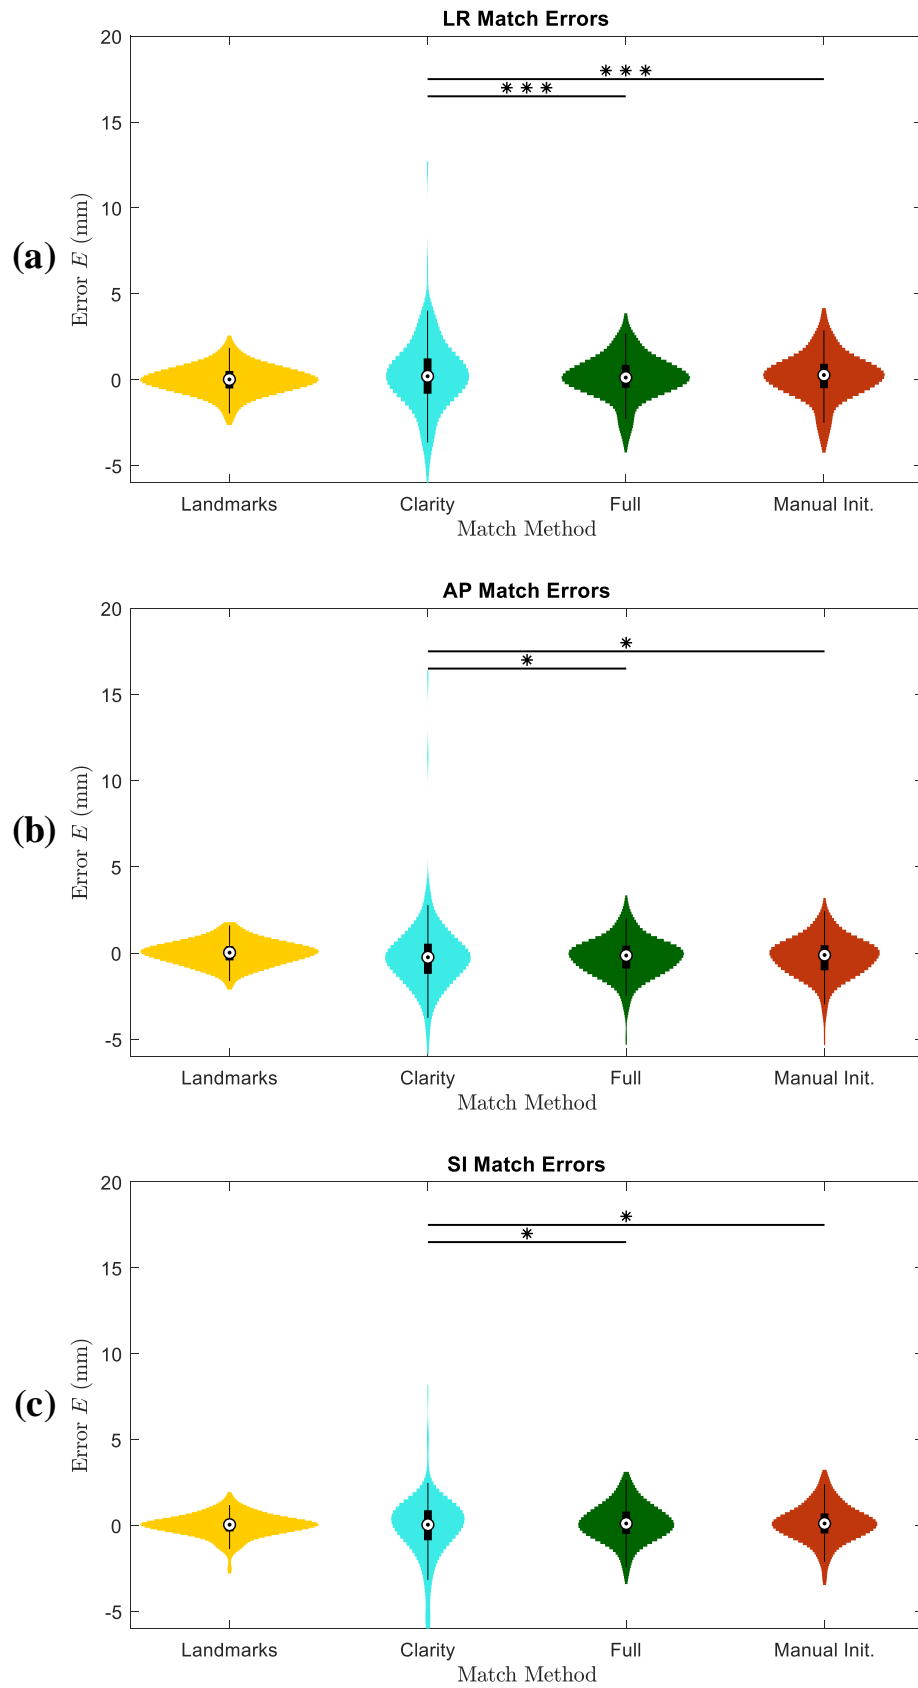 LR Match Errors
20
15
10
5
0
-5
(a)
Error E (mm)
* * *
* * *
Landmarks Clarity Full Manual Init.
Match Method
AP Match Errors
20
15
10
5
0
-5
(b)
Error E (mm)
*
*
Landmarks Clarity Full Manual Init.
Match Method
SI Match Errors
20
15
10
5
0
-5
(c)
Error E (mm)
*
*
Landmarks Clarity Full Manual Init.
Match Method